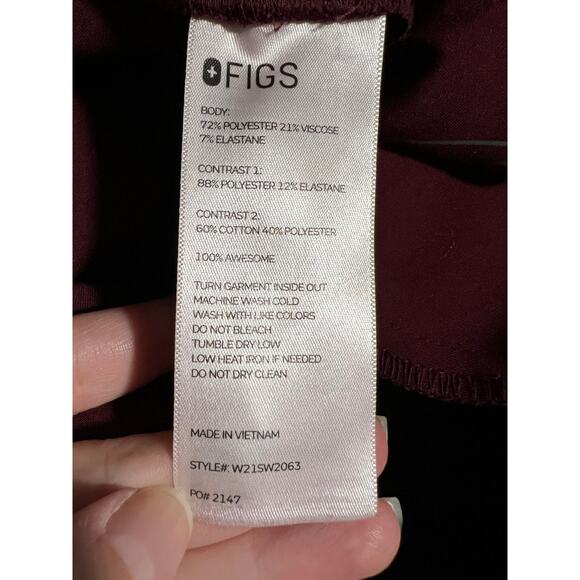 FIGS
BODY:
72% POLYESTER 21% VISCOSE
7% ELASTANE
CONTRAST 1:
88% POLYESTER 12% ELASTANE
CONTRAST 2:
60% COTTON 40% POLYESTER
100% AWESOME
TURN GARMENT INSIDE OUT
MACHINE WASH COLD
WASH WITH LIKE COLORS
DO NOT BLEACH
TUMBLE DRY LOW
LOW HEAT IRON IF NEEDED
DO NOT DRY CLEAN
MADE IN VIETNAM
STYLE#: W21SW2063
PO# 2147